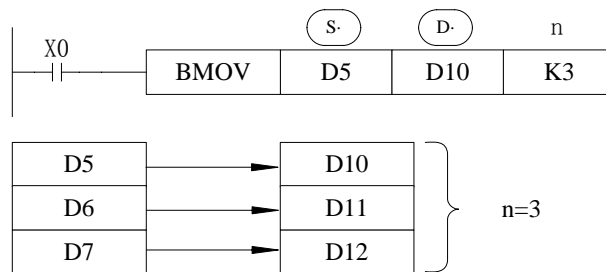 S· D· n
X0
BMOV D5 D10 K3
D5 D10
D6 D11 n=3
D7 D12